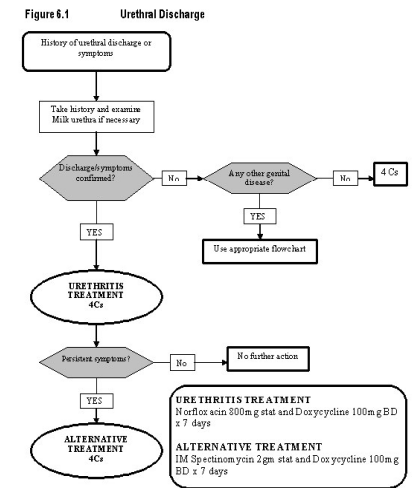 Figure 6.1 Urethral Discharge
History of urethral discharge or
symptoms
Take history and examine
Milk urethra if necessary
Discharge/symptoms
confirmed?
No
Any other genital
disease?
No
4 Cs
YES
YES
Use appropriate flowchart
URETHRITIS
TREATMENT
4Cs
Persistent symptoms?
No
No further action
YES
ALTERNATIVE
TREATMENT
4Cs
URETHRITIS TREATMENT
Norfloxacin 800mg stat and Doxycycline 100mg BD
x 7 days
ALTERNATIVE TREATMENT
IM Spectinomycin 2gm stat and Doxycycline 100mg
BD x 7 days